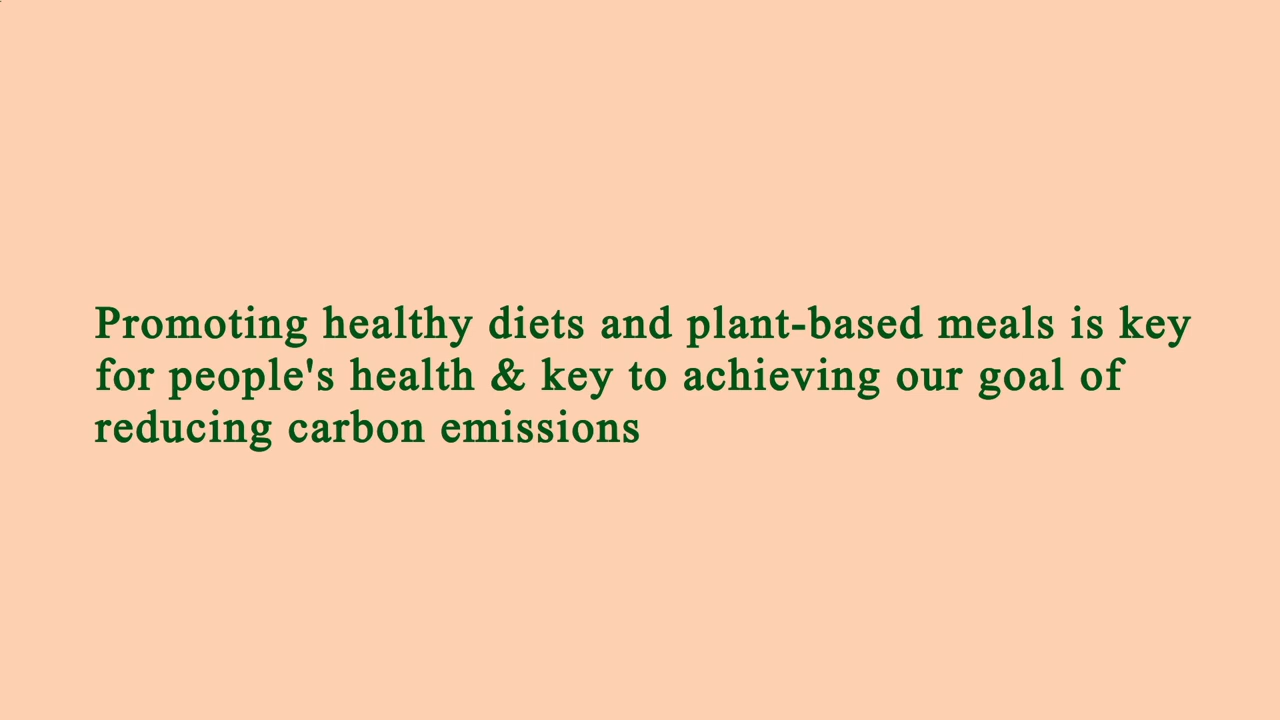 Promoting healthy diets and plant-based meals is key
for people's health & key to achieving our goal of
reducing carbon emissions